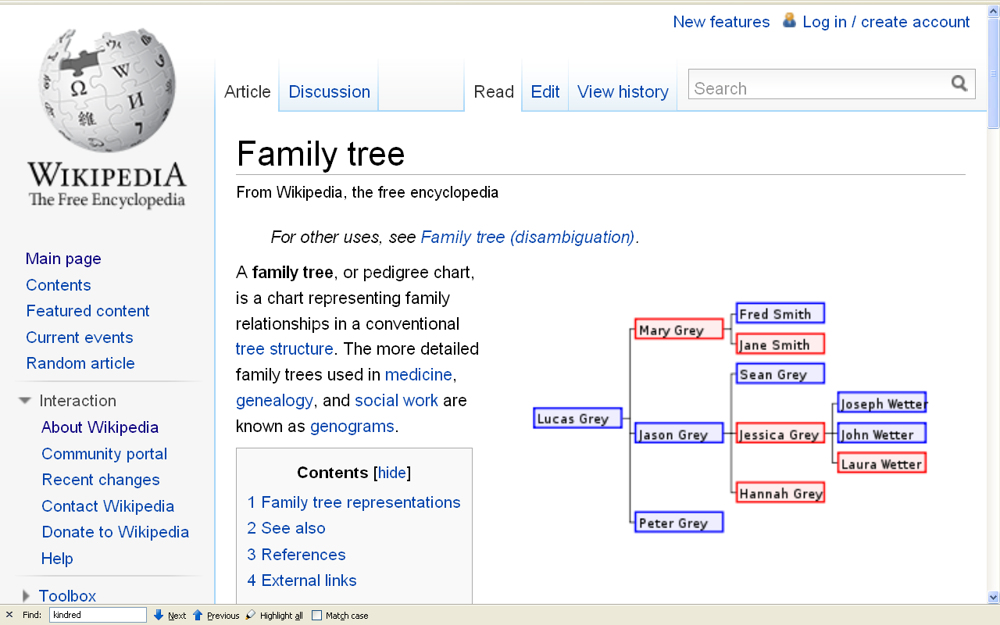 New features Log in / create account
Article Discussion Read Edit View history Search
WIKIPEDIA
The Free Encyclopedia
Main page
Contents
Featured content
Current events
Random article
Interaction
About Wikipedia
Community portal
Recent changes
Contact Wikipedia
Donate to Wikipedia
Help
Toolbox
Family tree
From Wikipedia, the free encyclopedia
For other uses, see Family tree (disambiguation).
A family tree, or pedigree chart,
is a chart representing family
relationships in a conventional
tree structure. The more detailed
family trees used in medicine,
genealogy, and social work are
known as genograms.
Contents [hide]
1 Family tree representations
2 See also
3 References
4 External links
Lucas Grey
Mary Grey
Fred Smith
Jane Smith
Jason Grey
Sean Grey
Jessica Grey
Joseph Wetter
John Wetter
Laura Wetter
Hannah Grey
Peter Grey
Find: kindred Next Previous Highlight all Match case